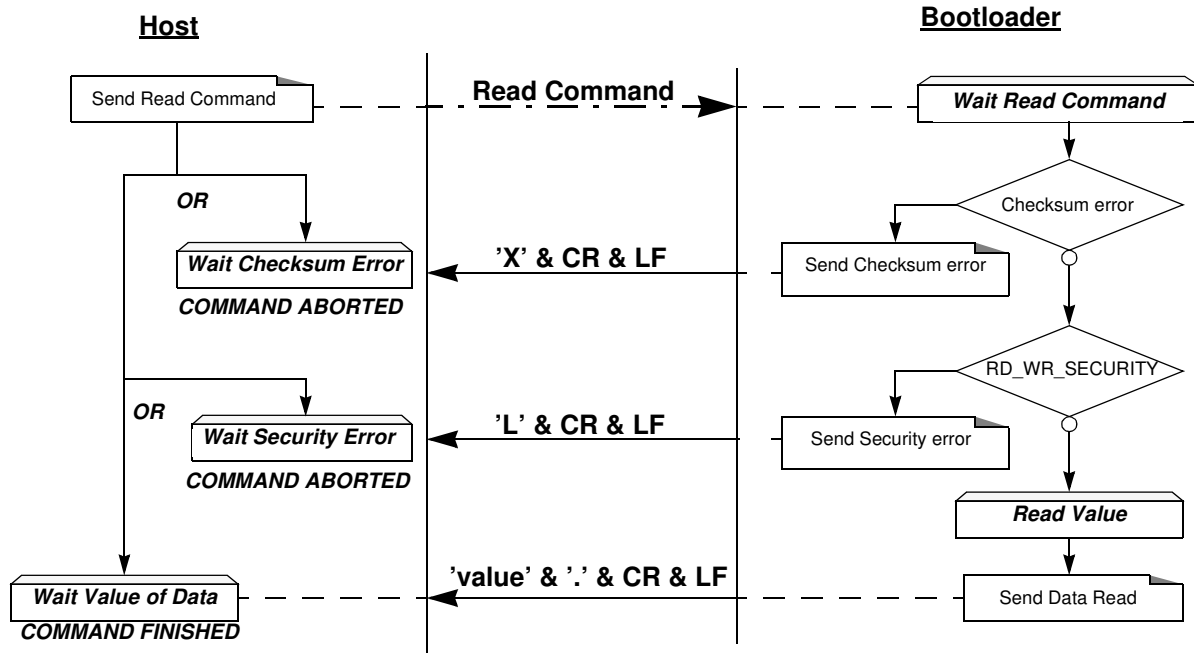 Host
Bootloader
Send Read Command
Read Command
Wait Read Command
OR
Checksum error
Wait Checksum Error
'X' & CR & LF
Send Checksum error
COMMAND ABORTED
RD_WR_SECURITY
OR
Wait Security Error
'L' & CR & LF
Send Security error
COMMAND ABORTED
Read Value
'value' & '.' & CR & LF
Wait Value of Data
Send Data Read
COMMAND FINISHED